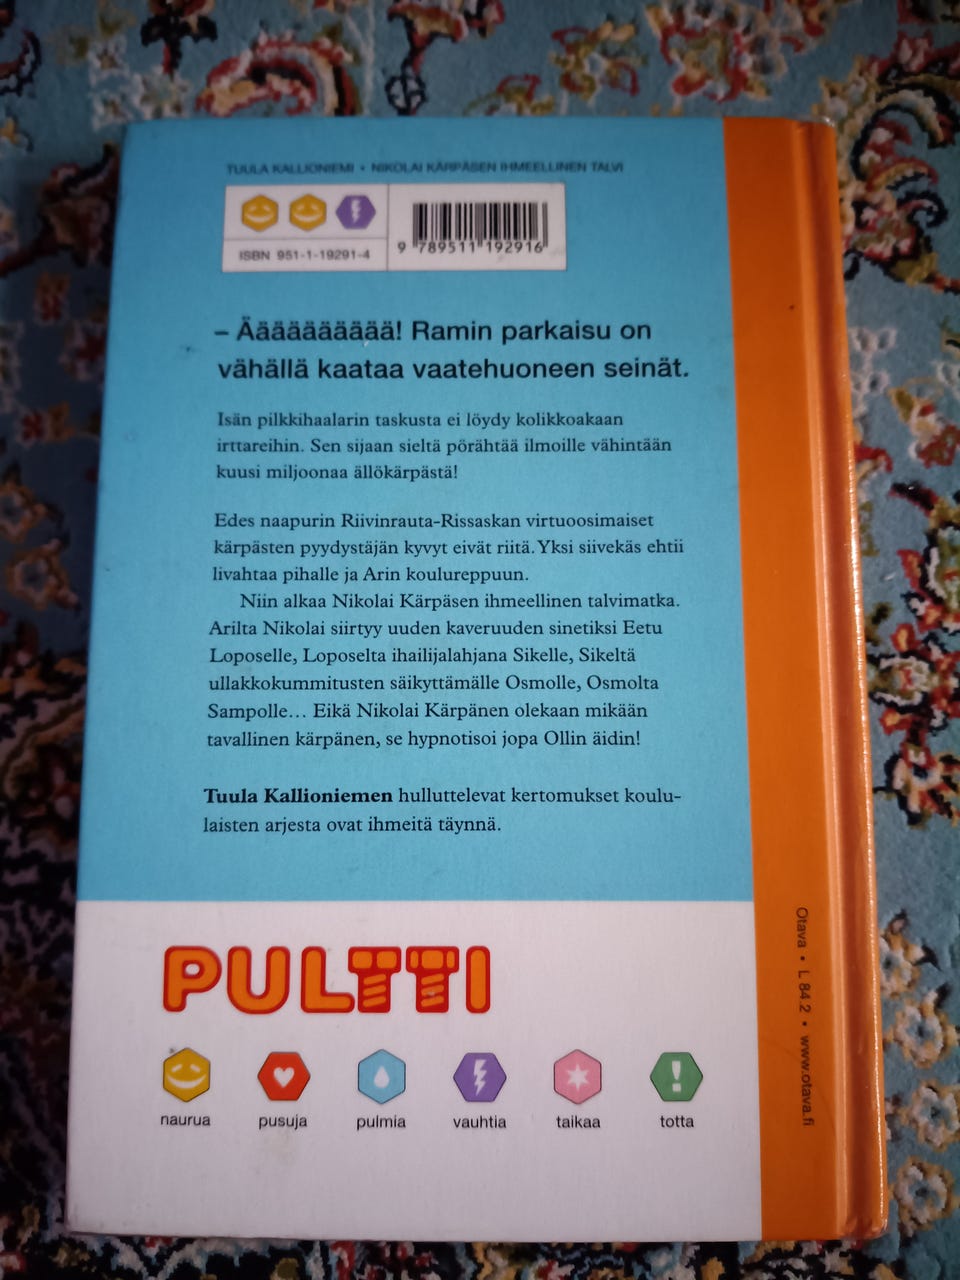 TUULA KALLIONIEMI • NIKOLAI KÄRPÄSEN IHMEELLINEN TALVI
ISBN 951-1-19291-4
9 789511 192916
– Äääääääääää! Ramin parkaisu on
vähällä kaataa vaatehuoneen seinät.
Isän pilkkihaalarin taskusta ei löydy kolikkoakaan
irttareihin. Sen sijaan sieltä pörähtää ilmoille vähintään
kuusi miljoonaa ällökärpästä!
Edes naapurin Riivinrauta-Rissaskan virtuoosimaiset
kärpästen pyydystäjän kyvyt eivät riitä. Yksi siivekäs ehtii
livahtaa pihalle ja Arin koulureppuun.
Niin alkaa Nikolai Kärpäsen ihmeellinen talvimatka.
Arilta Nikolai siirtyy uuden kaveruuden sinetiksi Eetu
Loposelle, Loposelta ihailijalahjana Sikelle, Sikeltä
ullakkokummitusten säikyttämälle Osmolle, Osmolta
Sampolle... Eikä Nikolai Kärpänen olekaan mikään
tavallinen kärpänen, se hypnotisoi jopa Ollin äidin!
Tuula Kallioniemen hulluttelevat kertomukset koulu-
laisten arjesta ovat ihmeitä täynnä.
PULTTI
naurua pusuja pulmia vauhtia taikaa totta
Otava • L 84.2 • www.otava.fi